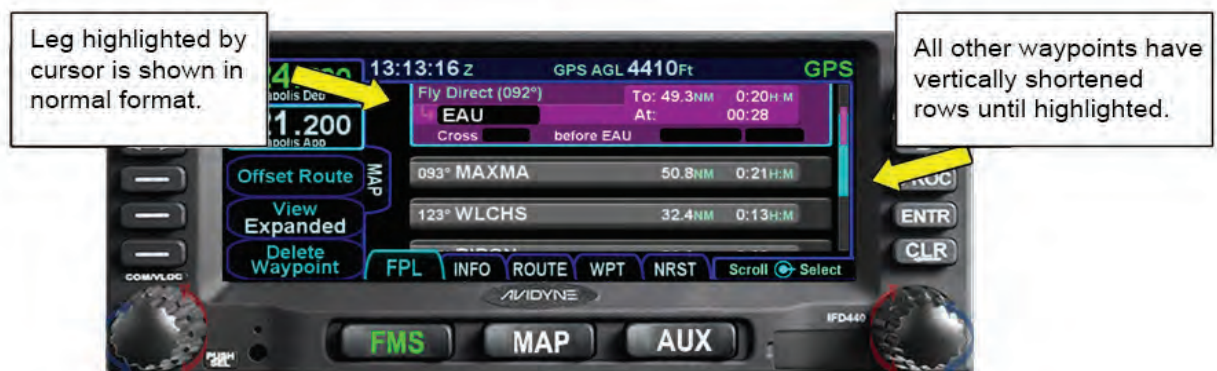 Leg highlighted by
cursor is shown in
normal format.
All other waypoints have
vertically shortened
rows until highlighted.
13:13:16 Z GPS AGL 4410Ft GPS
Fly Direct (092°) To: 49.3NM 0:20H:M
EAU At: 00:28
Cross before EAU
.200
App
Offset Route
MAP
093° MAXMA 50.8NM 0:21H:M
View
Expanded
123° WLCHS 32.4NM 0:13H:M
Delete
Waypoint
FPL INFO ROUTE WPT NRST Scroll Select
PROC
ENTR
CLR
COM/VLOC
AVIDYNE
IFD440
PUSH
SEL
FMS MAP AUX